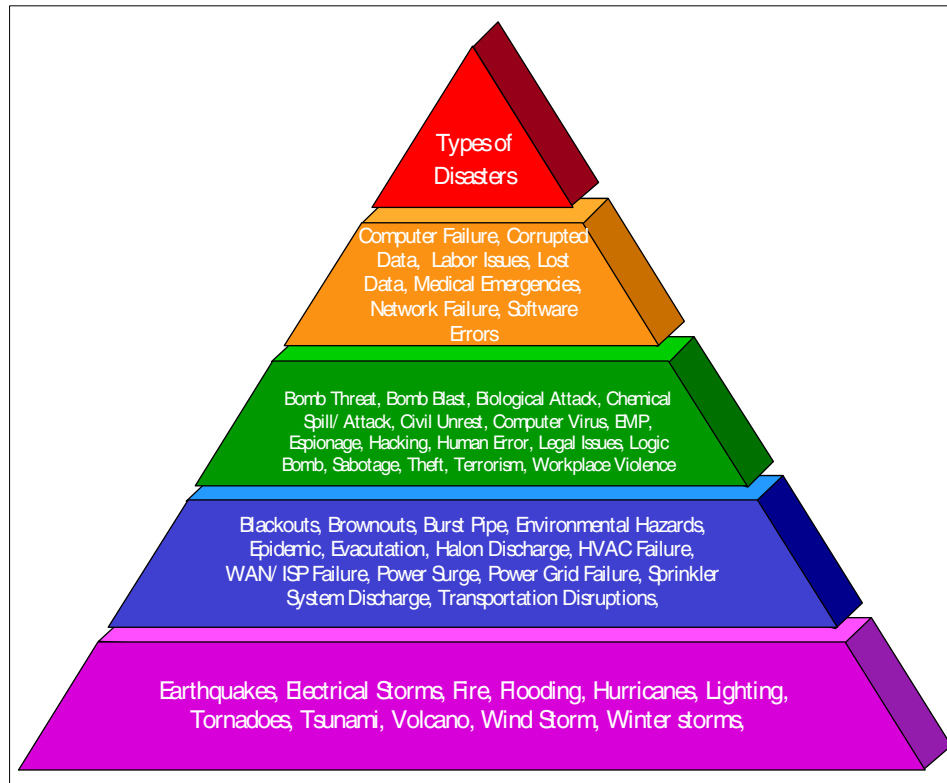 Types of
Disasters
Computer Failure, Corrupted
Data, Labor Issues, Lost
Data, Medical Emergencies,
Network Failure, Software
Errors
Bomb Threat, Bomb Blast, Biological Attack, Chemical
Spill/ Attack, Civil Unrest, Computer Virus, EMP,
Espionage, Hacking, Human Error, Legal Issues, Logic
Bomb, Sabotage, Theft, Terrorism, Workplace Violence
Blackouts, Brownouts, Burst Pipe, Environmental Hazards,
Epidemic, Evacutation, Halon Discharge, HVAC Failure,
WAN/ ISP Failure, Power Surge, Power Grid Failure, Sprinkler
System Discharge, Transportation Disruptions,
Earthquakes, Electrical Storms, Fire, Flooding, Hurricanes, Lighting,
Tornadoes, Tsunami, Volcano, Wind Storm, Winter storms,